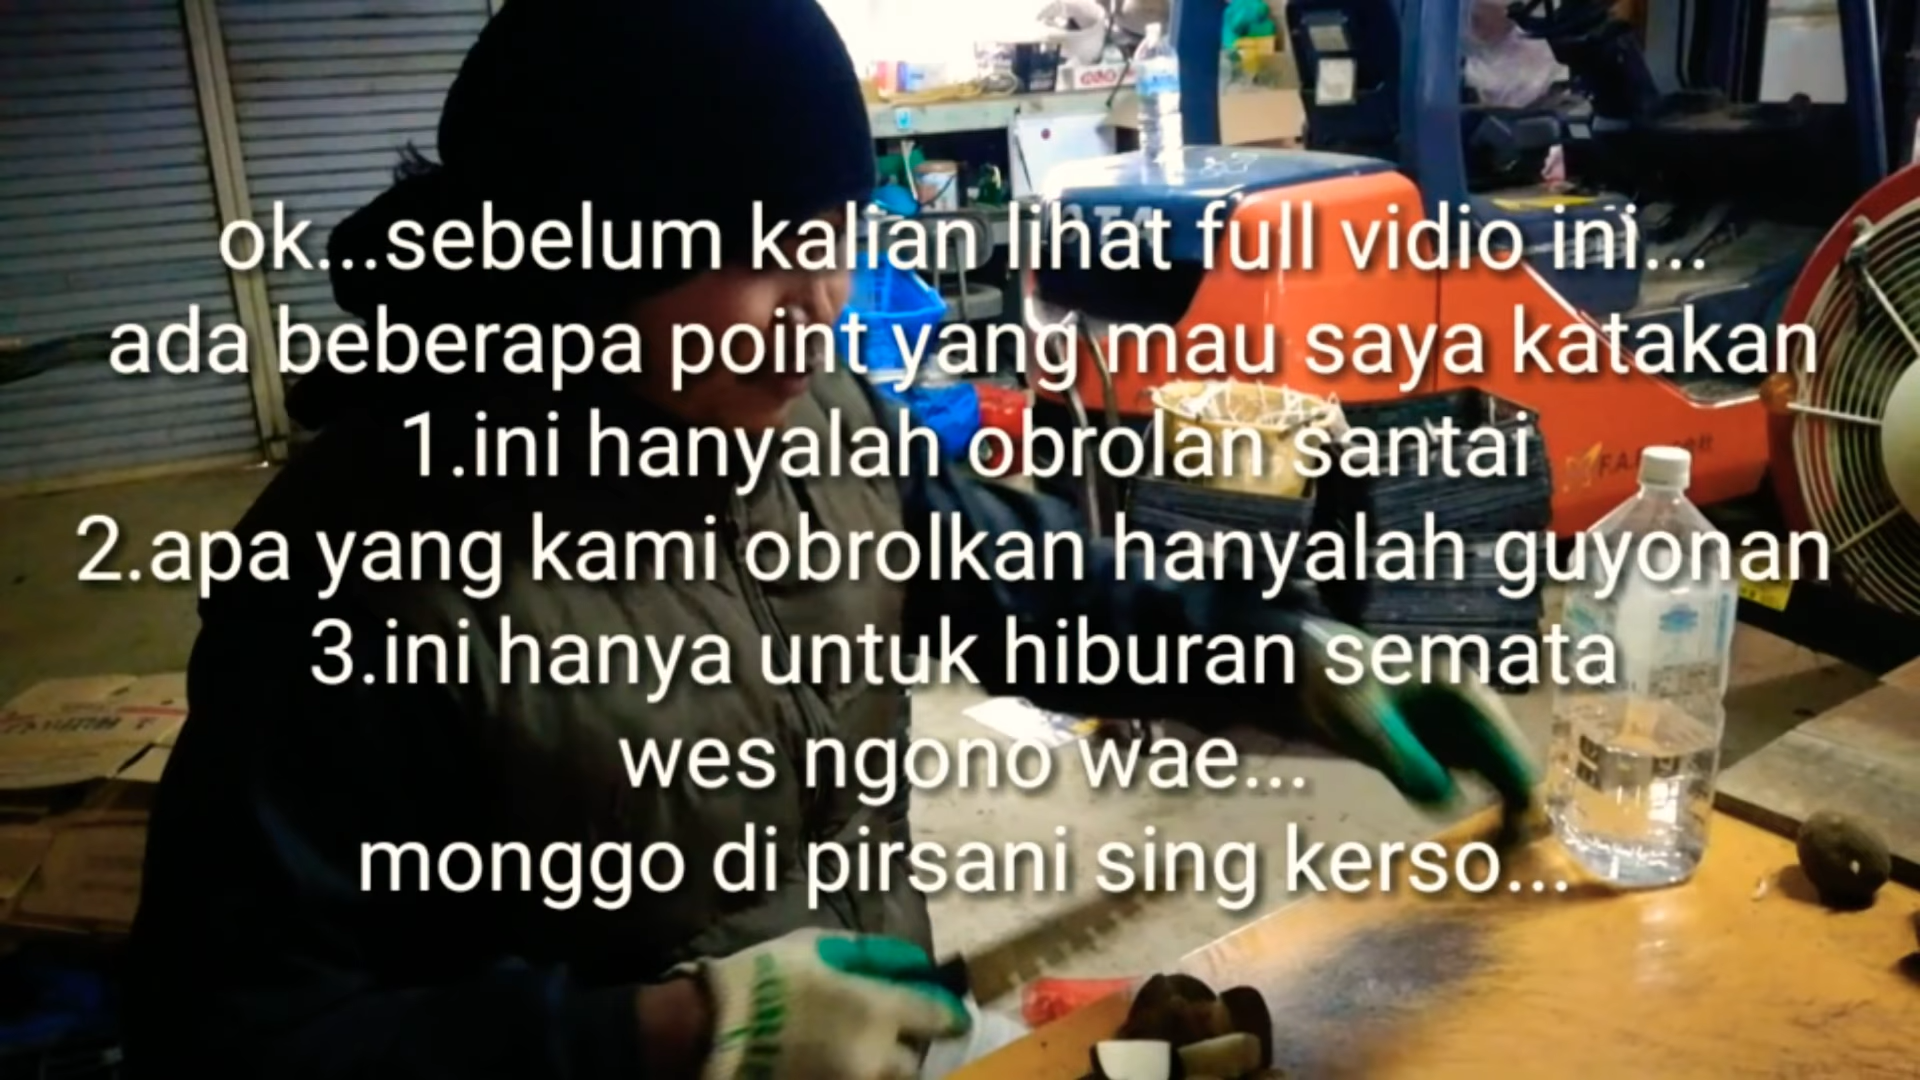 ok...sebelum kalian lihat full vidio ini...
ada beberapa point yang mau saya katakan
1.ini hanyalah obrolan santai
2.apa yang kami obrolkan hanyalah guyonan
3.ini hanya untuk hiburan semata
wes ngono wae...
monggo di pirsani sing kerso...